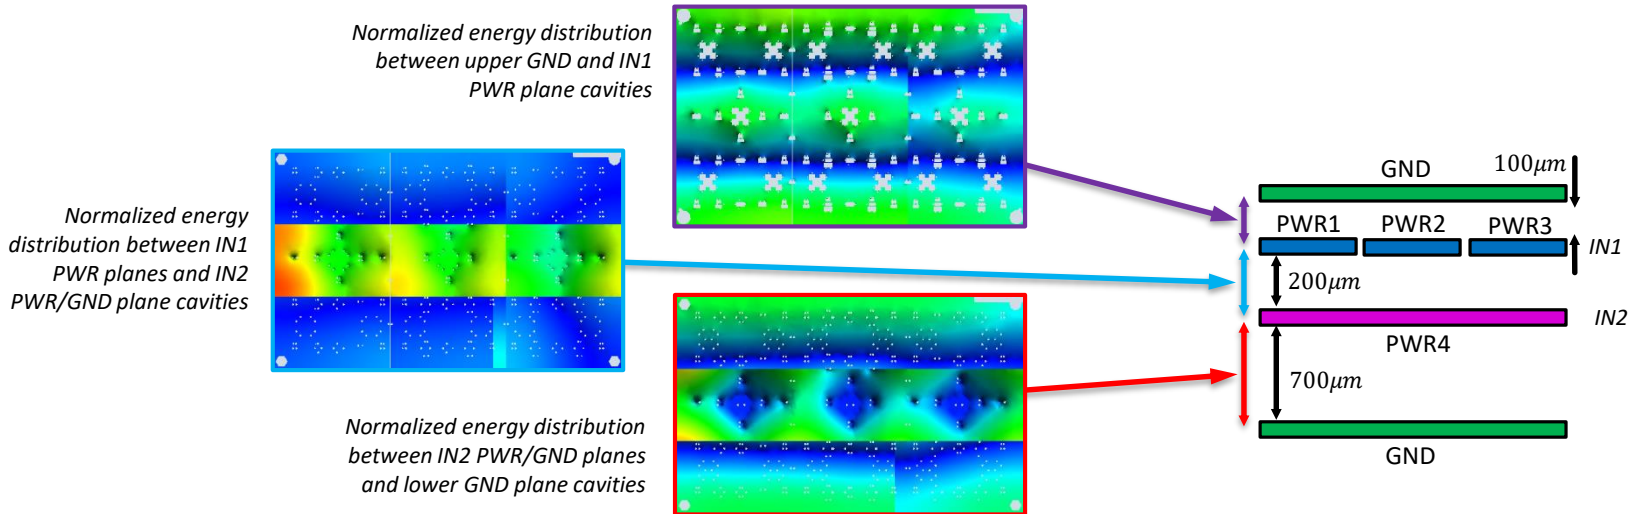 Normalized energy distribution
between upper GND and IN1
PWR plane cavities
Normalized energy
distribution between IN1
PWR planes and IN2
PWR/GND plane cavities
Normalized energy distribution
between IN2 PWR/GND planes
and lower GND plane cavities
GND
100μm
PWR1
PWR2
PWR3
IN1
200μm
IN2
PWR4
700μm
GND